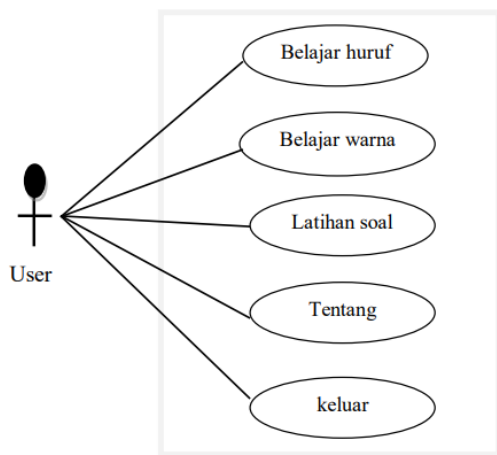 Belajar huruf
Belajar warna
Latihan soal
Tentang
keluar
User